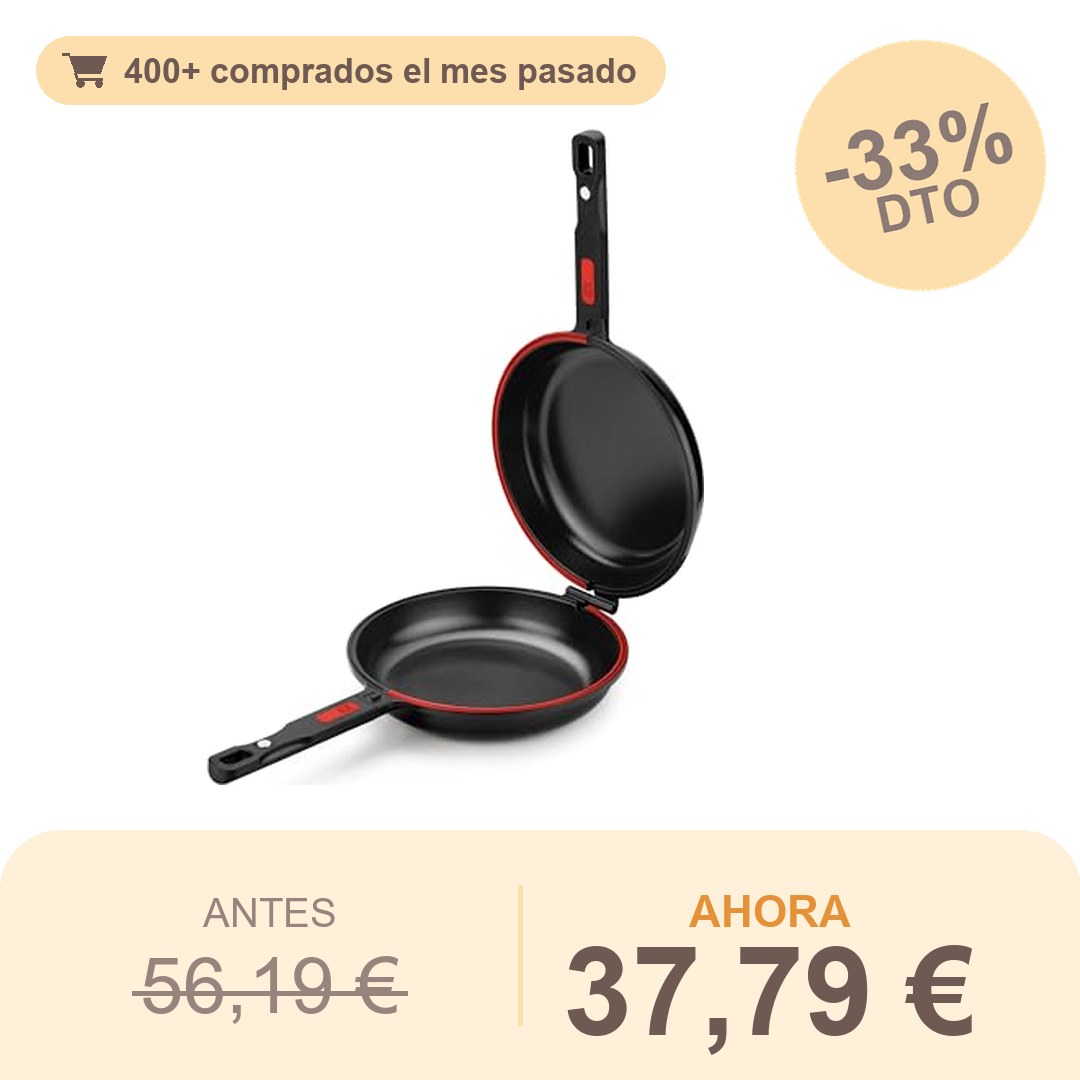 400+ comprados el mes pasado
-33%
DTO
ANTES
56,19 €
AHORA
37,79 €